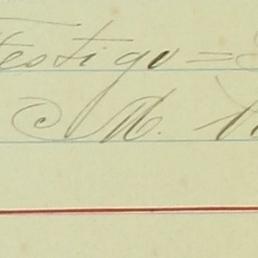 Testigo =
M.